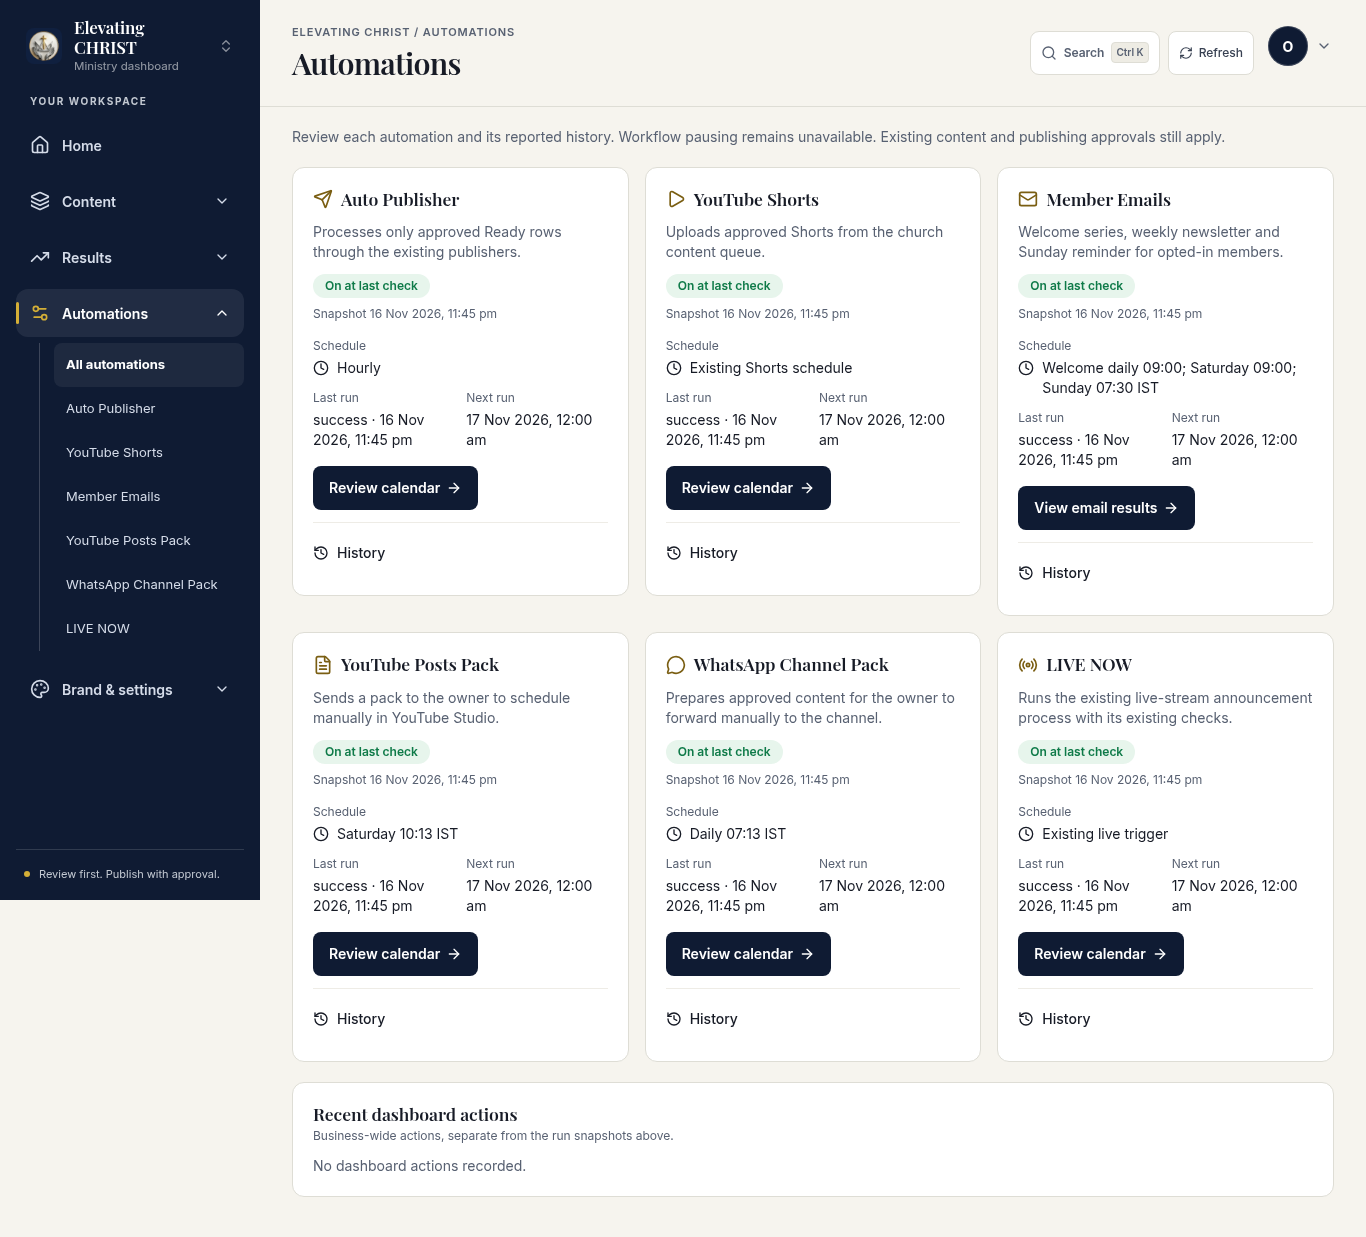 Elevating
CHRIST
Ministry dashboard
YOUR WORKSPACE
Home
Content
Results
Automations
All automations
Auto Publisher
YouTube Shorts
Member Emails
YouTube Posts Pack
WhatsApp Channel Pack
LIVE NOW
Brand & settings
Review first. Publish with approval.
ELEVATING CHRIST / AUTOMATIONS
Automations
Search Ctrl K
Refresh
O
Review each automation and its reported history. Workflow pausing remains unavailable. Existing content and publishing approvals still apply.
Auto Publisher
Processes only approved Ready rows
through the existing publishers.
On at last check
Snapshot 16 Nov 2026, 11:45 pm
Schedule
Hourly
Last run
success · 16 Nov
2026, 11:45 pm
Next run
17 Nov 2026, 12:00
am
Review calendar
History
YouTube Shorts
Uploads approved Shorts from the church
content queue.
On at last check
Snapshot 16 Nov 2026, 11:45 pm
Schedule
Existing Shorts schedule
Last run
success · 16 Nov
2026, 11:45 pm
Next run
17 Nov 2026, 12:00
am
Review calendar
History
Member Emails
Welcome series, weekly newsletter and
Sunday reminder for opted-in members.
On at last check
Snapshot 16 Nov 2026, 11:45 pm
Schedule
Welcome daily 09:00; Saturday 09:00;
Sunday 07:30 IST
Last run
success · 16 Nov
2026, 11:45 pm
Next run
17 Nov 2026, 12:00
am
View email results
History
YouTube Posts Pack
Sends a pack to the owner to schedule
manually in YouTube Studio.
On at last check
Snapshot 16 Nov 2026, 11:45 pm
Schedule
Saturday 10:13 IST
Last run
success · 16 Nov
2026, 11:45 pm
Next run
17 Nov 2026, 12:00
am
Review calendar
History
WhatsApp Channel Pack
Prepares approved content for the owner to
forward manually to the channel.
On at last check
Snapshot 16 Nov 2026, 11:45 pm
Schedule
Daily 07:13 IST
Last run
success · 16 Nov
2026, 11:45 pm
Next run
17 Nov 2026, 12:00
am
Review calendar
History
LIVE NOW
Runs the existing live-stream announcement
process with its existing checks.
On at last check
Snapshot 16 Nov 2026, 11:45 pm
Schedule
Existing live trigger
Last run
success · 16 Nov
2026, 11:45 pm
Next run
17 Nov 2026, 12:00
am
Review calendar
History
Recent dashboard actions
Business-wide actions, separate from the run snapshots above.
No dashboard actions recorded.